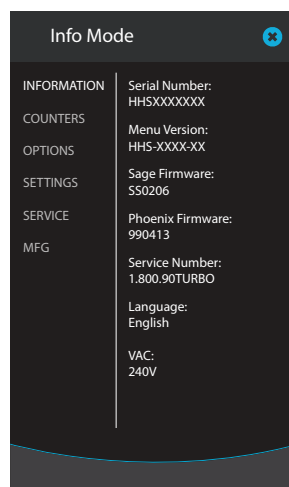 Info Mode
INFORMATION
COUNTERS
OPTIONS
SETTINGS
SERVICE
MFG
Serial Number:
HHSXXXXXXX
Menu Version:
HHS-XXXX-XX
Sage Firmware:
SS0206
Phoenix Firmware:
990413
Service Number:
1.800.90TURBO
Language:
English
VAC:
240V